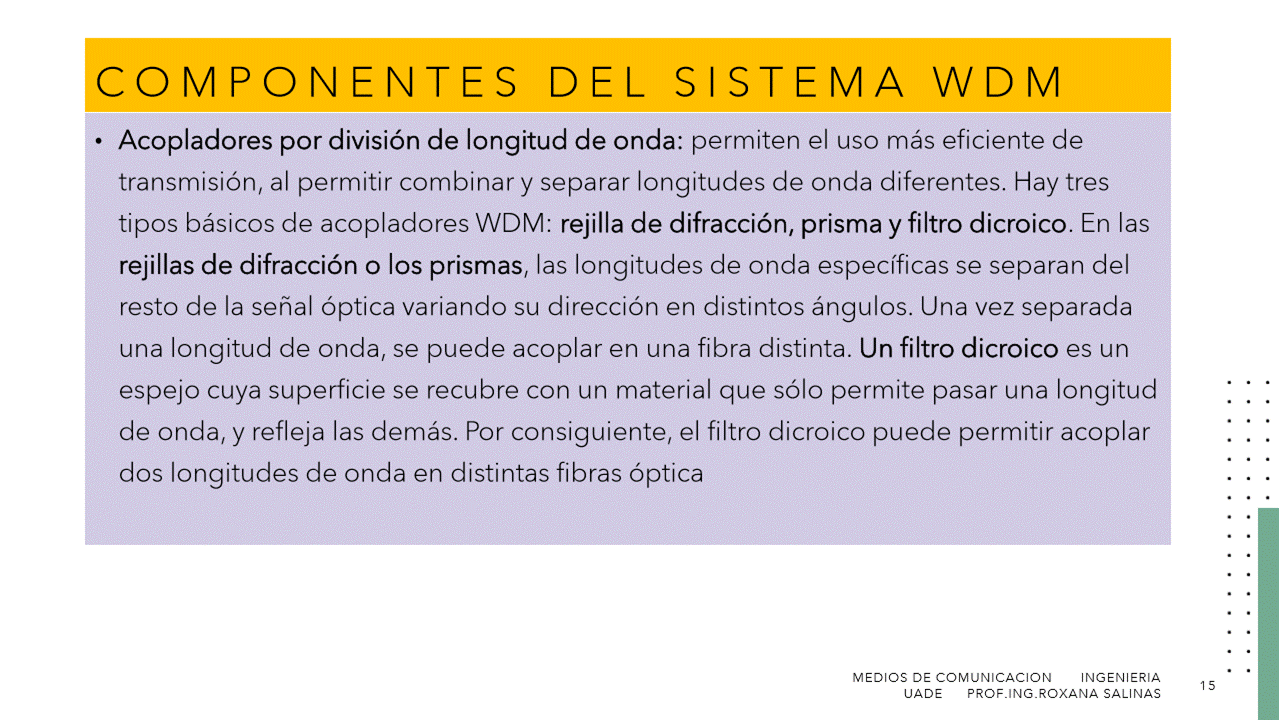 COMPONENTES DEL SISTEMA WDM
• Acopladores por división de longitud de onda: permiten el uso más eficiente de
transmisión, al permitir combinar y separar longitudes de onda diferentes. Hay tres
tipos básicos de acopladores WDM: rejilla de difracción, prisma y filtro dicroico. En las
rejillas de difracción o los prismas, las longitudes de onda específicas se separan del
resto de la señal óptica variando su dirección en distintos ángulos. Una vez separada
una longitud de onda, se puede acoplar en una fibra distinta. Un filtro dicroico es un
espejo cuya superficie se recubre con un material que sólo permite pasar una longitud
de onda, y refleja las demás. Por consiguiente, el filtro dicroico puede permitir acoplar
dos longitudes de onda en distintas fibras óptica
MEDIOS DE COMUNICACION INGENIERIA
UADE PROF.ING.ROXANA SALINAS
15